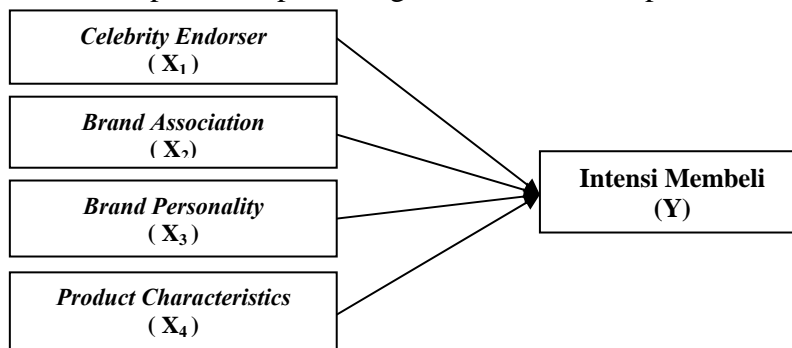 Celebrity Endorser
( X₁ )
Brand Association
( X₂)
Brand Personality
( X₃ )
Product Characteristics
( X₄ )
Intensi Membeli
(Y)